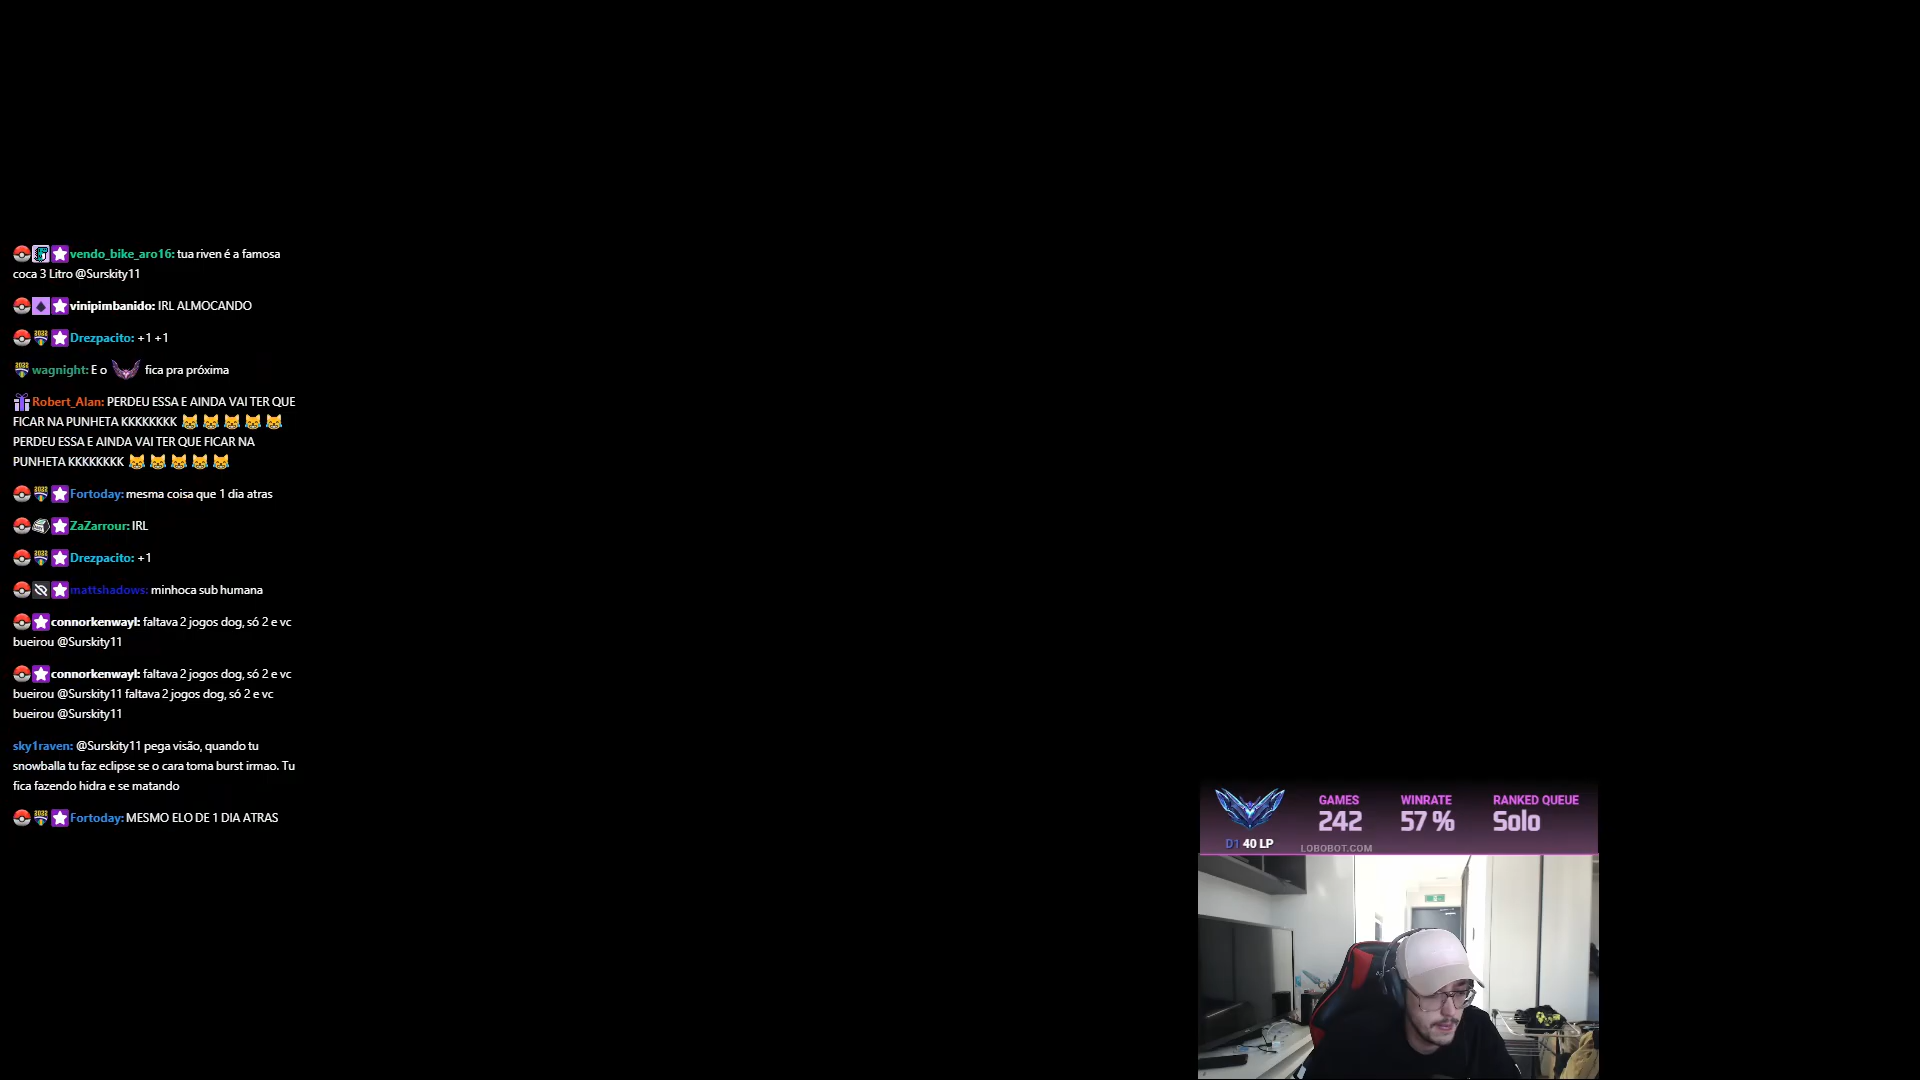 vendo_bike_aro16: tua riven é a famosa
coca 3 Litro @Surskity11
vinipimbanido: IRL ALMOCANDO
Drezpacito: +1 +1
wagnight: E o fica pra próxima
Robert_Alan: PERDEU ESSA E AINDA VAI TER QUE
FICAR NA PUNHETA KKKKKKKK 😹 😹 😹 😹 😹
PERDEU ESSA E AINDA VAI TER QUE FICAR NA
PUNHETA KKKKKKKK 😹 😹 😹 😹 😹
Fortoday: mesma coisa que 1 dia atras
ZaZarrour: IRL
Drezpacito: +1
mattshadows: minhoca sub humana
connorkenwayl: faltava 2 jogos dog, só 2 e vc
bueirou @Surskity11
connorkenwayl: faltava 2 jogos dog, só 2 e vc
bueirou @Surskity11 faltava 2 jogos dog, só 2 e vc
bueirou @Surskity11
sky1raven: @Surskity11 pega visão, quando tu
snowballa tu faz eclipse se o cara toma burst irmao. Tu
fica fazendo hidra e se matando
Fortoday: MESMO ELO DE 1 DIA ATRAS
GAMES WINRATE RANKED QUEUE
242 57 % Solo
D1 40 LP
LOBOBOT.COM